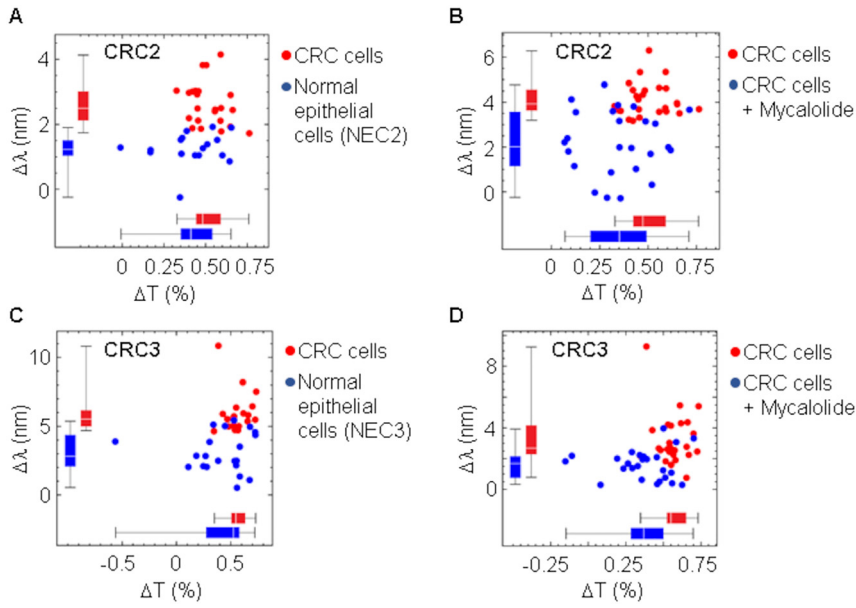 A
CRC2
4
2
0
Δλ (nm)
0 0.25 0.50 0.75
ΔT (%)
CRC cells
Normal
epithelial
cells (NEC2)
B
CRC2
6
4
2
0
Δλ (nm)
0 0.25 0.50 0.75
ΔT (%)
CRC cells
CRC cells
+ Mycalolide
C
CRC3
10
5
0
Δλ (nm)
-0.5 0 0.5
ΔT (%)
CRC cells
Normal
epithelial
cells (NEC3)
D
CRC3
8
4
0
Δλ (nm)
-0.25 0.25 0.75
ΔT (%)
CRC cells
CRC cells
+ Mycalolide